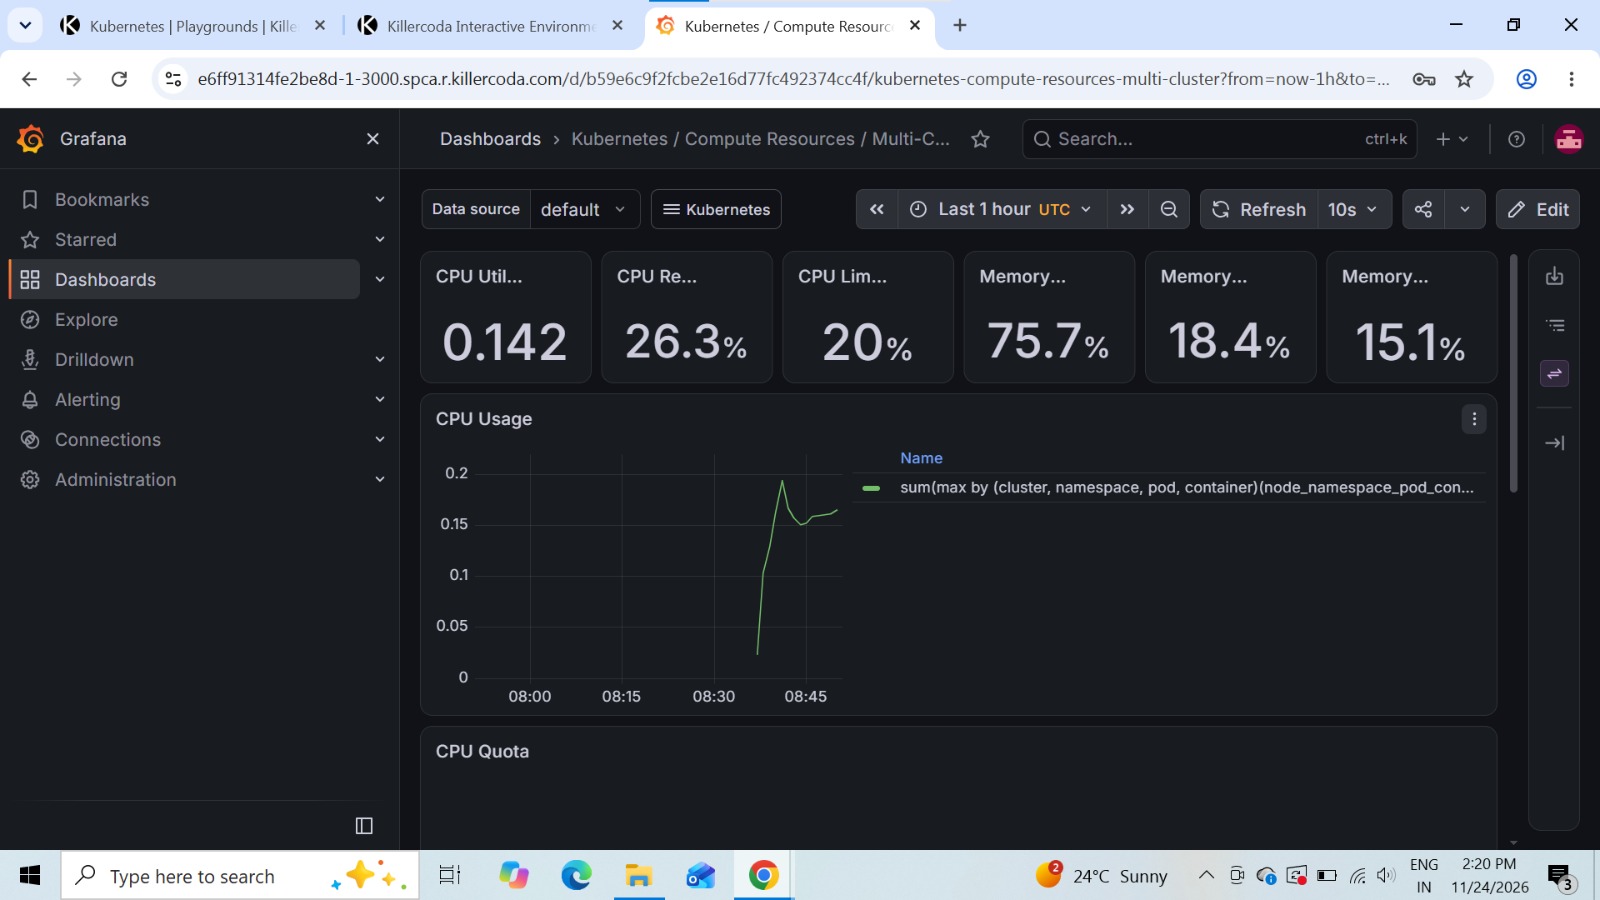 Kubernetes | Playgrounds | Kille
Killercoda Interactive Environme
Kubernetes / Compute Resourc
e6ff91314fe2be8d-1-3000.spca.r.killercoda.com/d/b59e6c9f2fcbe2e16d77fc492374cc4f/kubernetes-compute-resources-multi-cluster?from=now-1h&to=...
Grafana
Dashboards › Kubernetes / Compute Resources / Multi-C...
Search... ctrl+k
Bookmarks
Starred
Dashboards
Explore
Drilldown
Alerting
Connections
Administration
Data source default
Kubernetes
Last 1 hour UTC
Refresh 10s
Edit
CPU Util...
0.142
CPU Re...
26.3%
CPU Lim...
20%
Memory...
75.7%
Memory...
18.4%
Memory...
15.1%
CPU Usage
0.2
0.15
0.1
0.05
0
08:00 08:15 08:30 08:45
Name
sum(max by (cluster, namespace, pod, container)(node_namespace_pod_con...
CPU Quota
Type here to search
2
24°C Sunny
ENG
IN
2:20 PM
11/24/2026
3